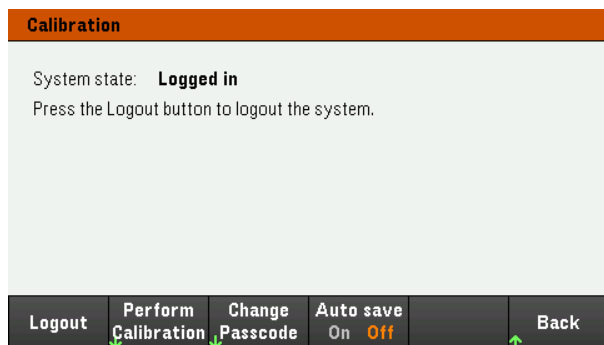 Calibration
System state: Logged in
Press the Logout button to logout the system.
Logout
Perform
Calibration
Change
Passcode
Auto save
On Off
Back